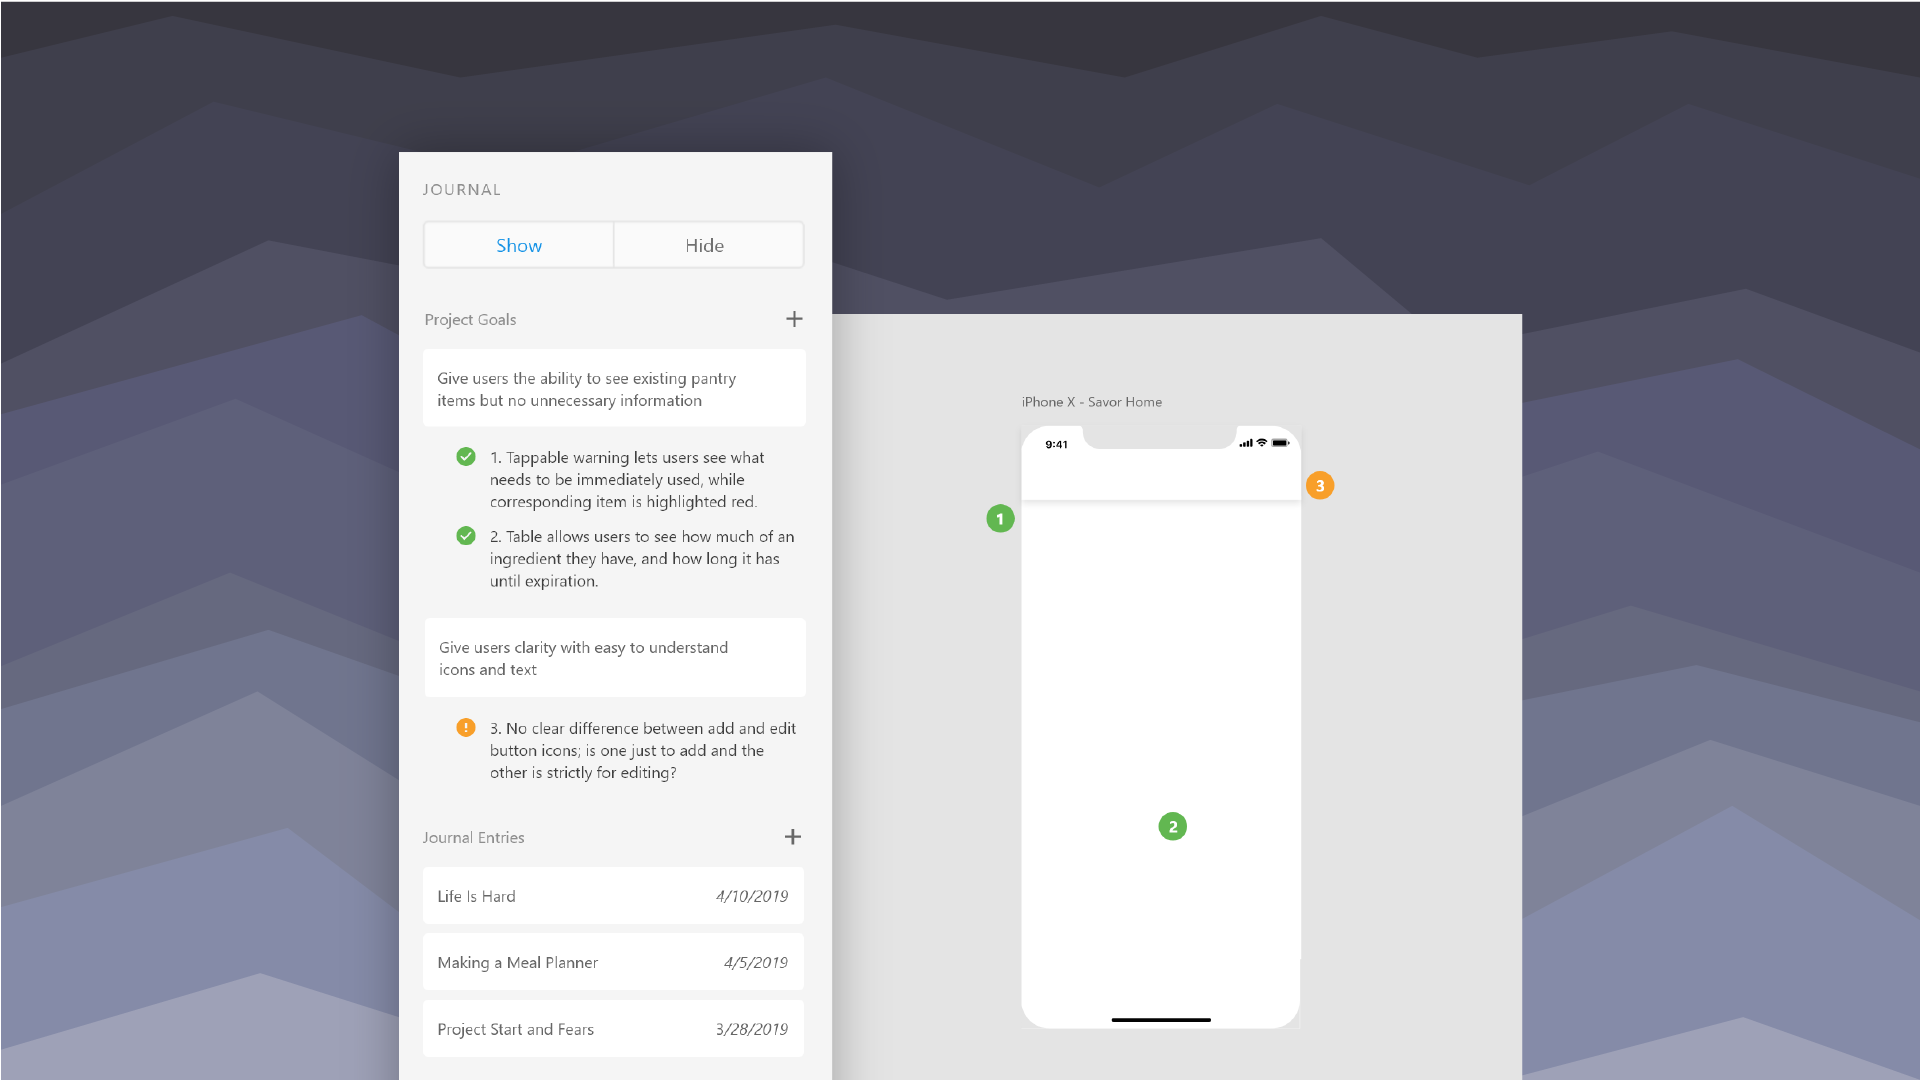 JOURNAL
Show Hide
Project Goals
Give users the ability to see existing pantry
items but no unnecessary information
1. Tappable warning lets users see what
needs to be immediately used, while
corresponding item is highlighted red.
2. Table allows users to see how much of an
ingredient they have, and how long it has
until expiration.
Give users clarity with easy to understand
icons and text
3. No clear difference between add and edit
button icons; is one just to add and the
other is strictly for editing?
Journal Entries
Life Is Hard 4/10/2019
Making a Meal Planner 4/5/2019
Project Start and Fears 3/28/2019
iPhone X - Savor Home
9:41
3
1
2